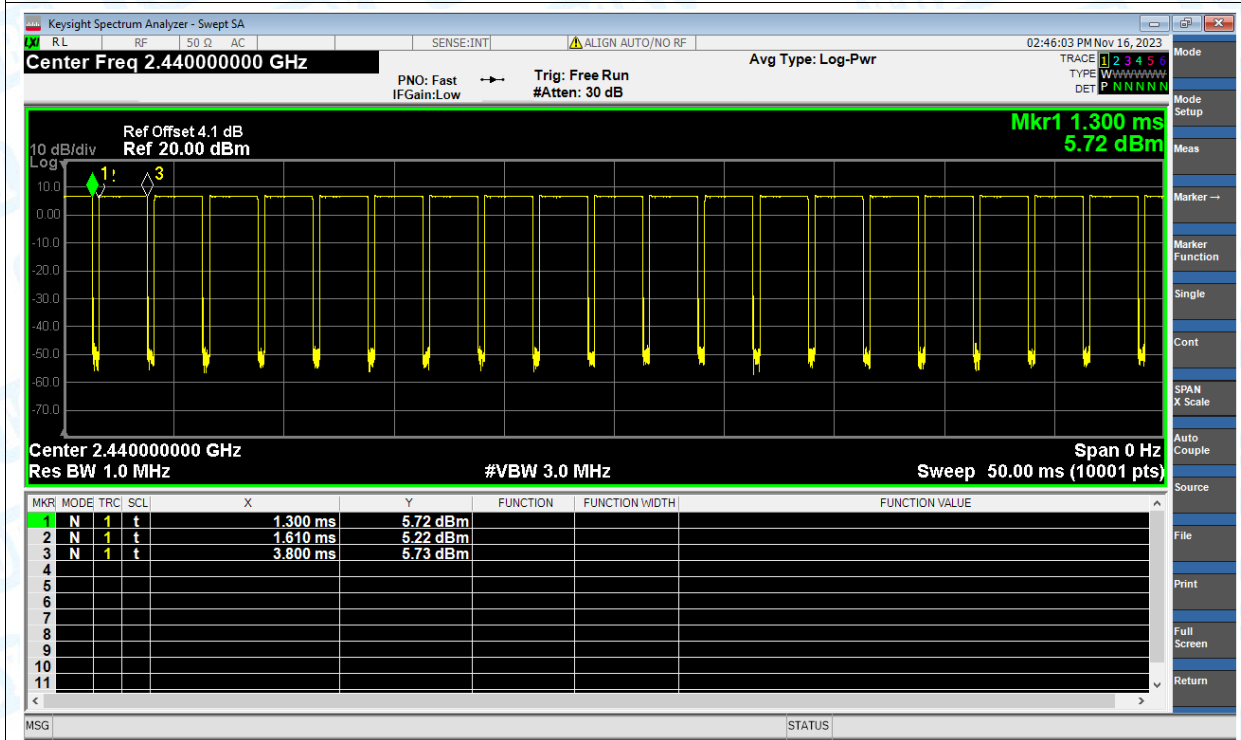 Keysight Spectrum Analyzer - Swept SA
LXI RL RF 50 Ω AC SENSE:INT ALIGN AUTO/NO RF 02:46:03 PM Nov 16, 2023
Center Freq 2.440000000 GHz Avg Type: Log-Pwr TRACE 1 2 3 4 5 6
PNO: Fast Trig: Free Run TYPE WWWWWW
IFGain:Low #Atten: 30 dB DET P N N N N N
Mkr1 1.300 ms
Ref Offset 4.1 dB
10 dB/div Ref 20.00 dBm 5.72 dBm
Log
1 3
10.0
0.00
-10.0
-20.0
-30.0
-40.0
-50.0
-60.0
-70.0
Center 2.440000000 GHz Span 0 Hz
Res BW 1.0 MHz #VBW 3.0 MHz Sweep 50.00 ms (10001 pts)
MKR MODE TRC SCL X Y FUNCTION FUNCTION WIDTH FUNCTION VALUE
1 N 1 t 1.300 ms 5.72 dBm
2 N 1 t 1.610 ms 5.22 dBm
3 N 1 t 3.800 ms 5.73 dBm
4
5
6
7
8
9
10
11
MSG STATUS
Mode
Mode
Setup
Meas
Marker→
Marker
Function
Single
Cont
SPAN
X Scale
Auto
Couple
Source
File
Print
Full
Screen
Return